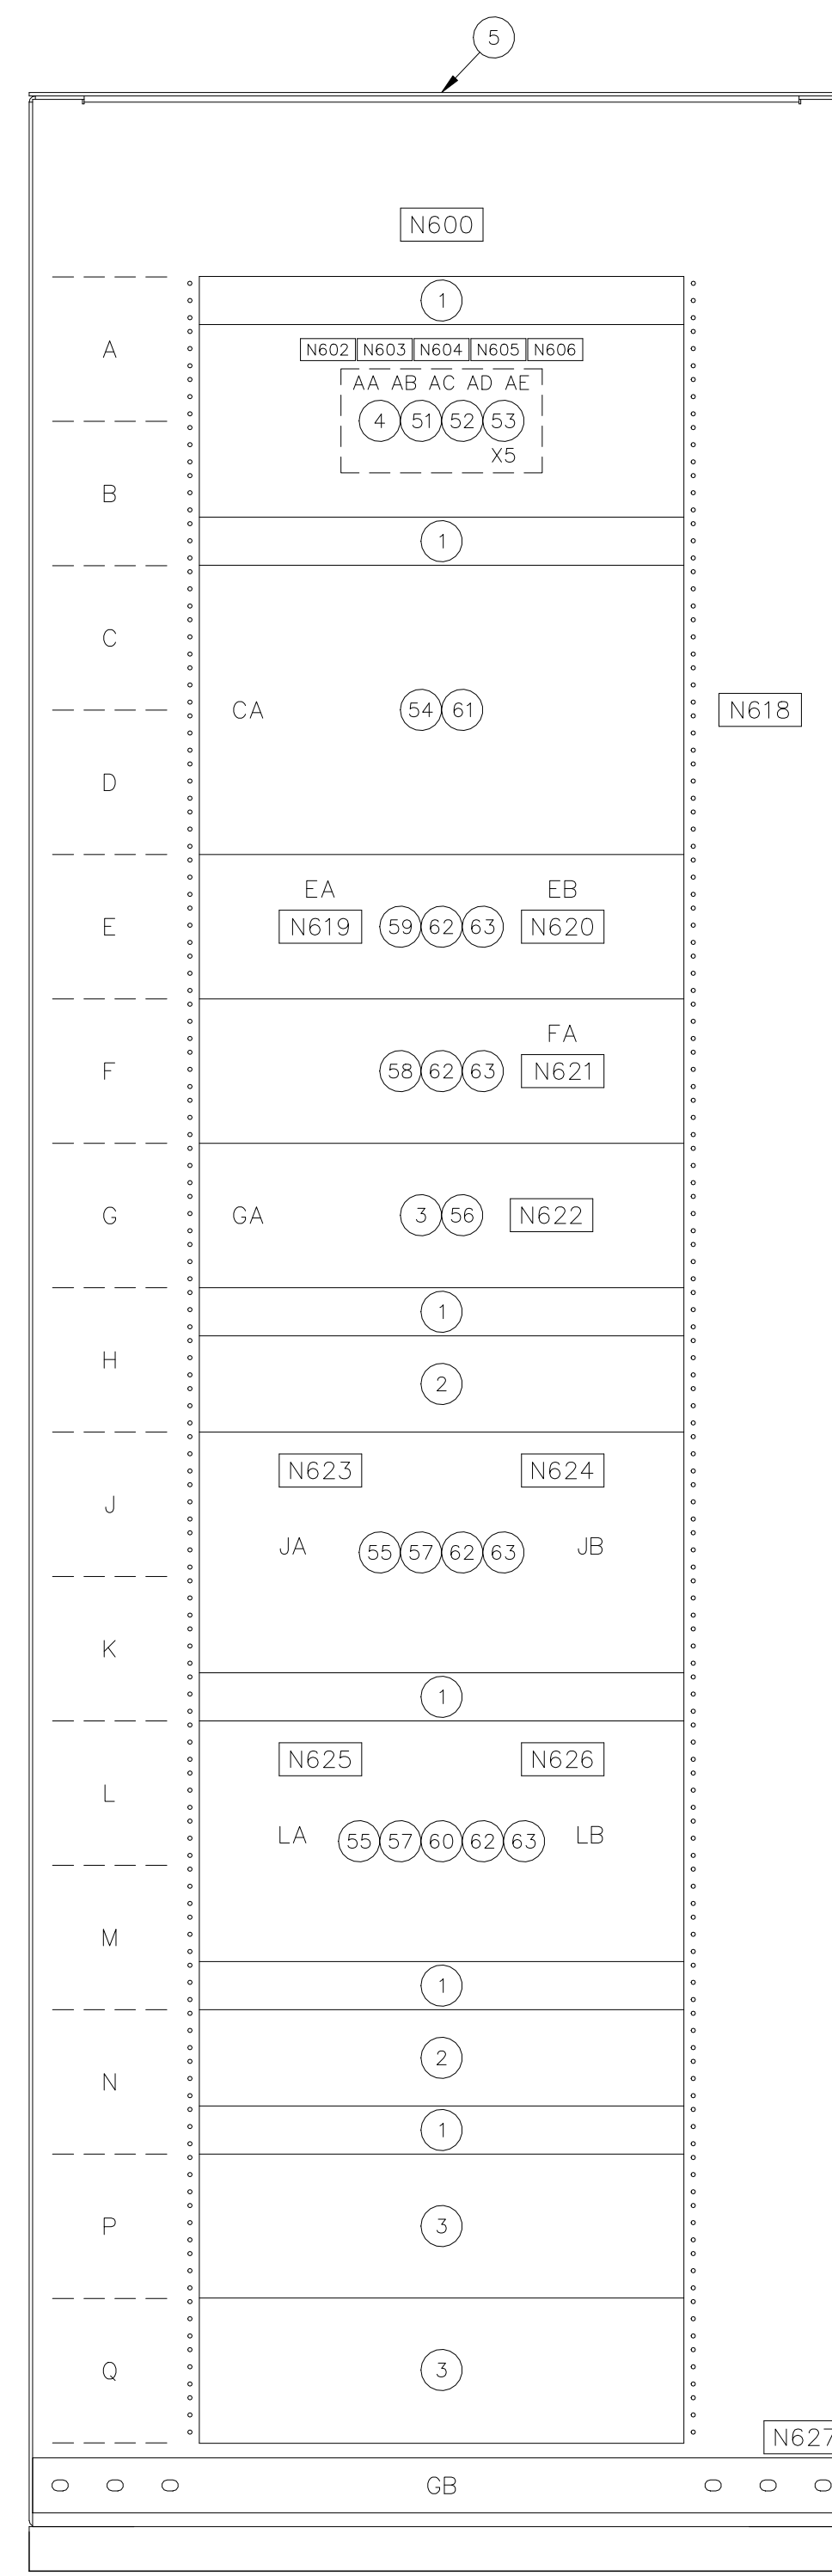 5
N600
1
A
N602 N603 N604 N605 N606
AA AB AC AD AE
4 51 52 53
X5
B
1
C
CA 54 61 N618
D
EA EB
E N619 59 62 63 N620
FA
F 58 62 63 N621
G GA 3 56 N622
1
H
2
N623 N624
J
JA 55 57 62 63 JB
K
1
N625 N626
L
LA 55 57 60 62 63 LB
M
1
2
N
1
P 3
Q 3
N627
GB